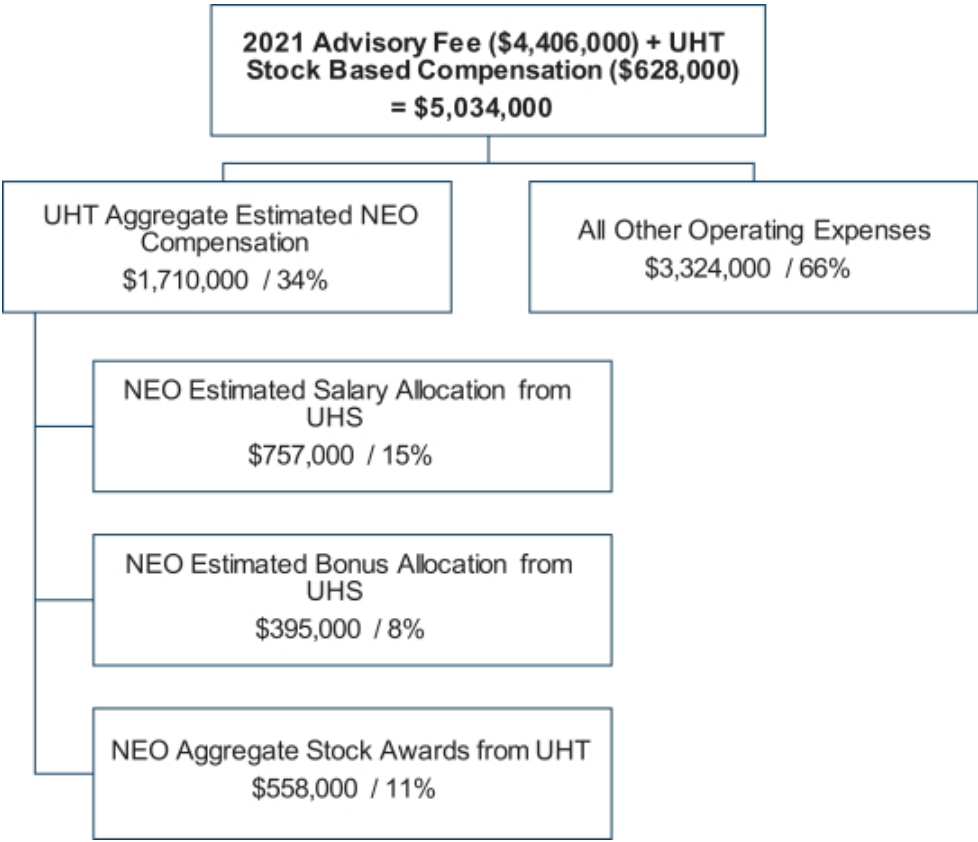 2021 Advisory Fee ($4,406,000) + UHT
Stock Based Compensation ($628,000)
= $5,034,000
UHT Aggregate Estimated NEO
Compensation
$1,710,000 / 34%
All Other Operating Expenses
$3,324,000 / 66%
NEO Estimated Salary Allocation from
UHS
$757,000 / 15%
NEO Estimated Bonus Allocation from
UHS
$395,000 / 8%
NEO Aggregate Stock Awards from UHT
$558,000 / 11%